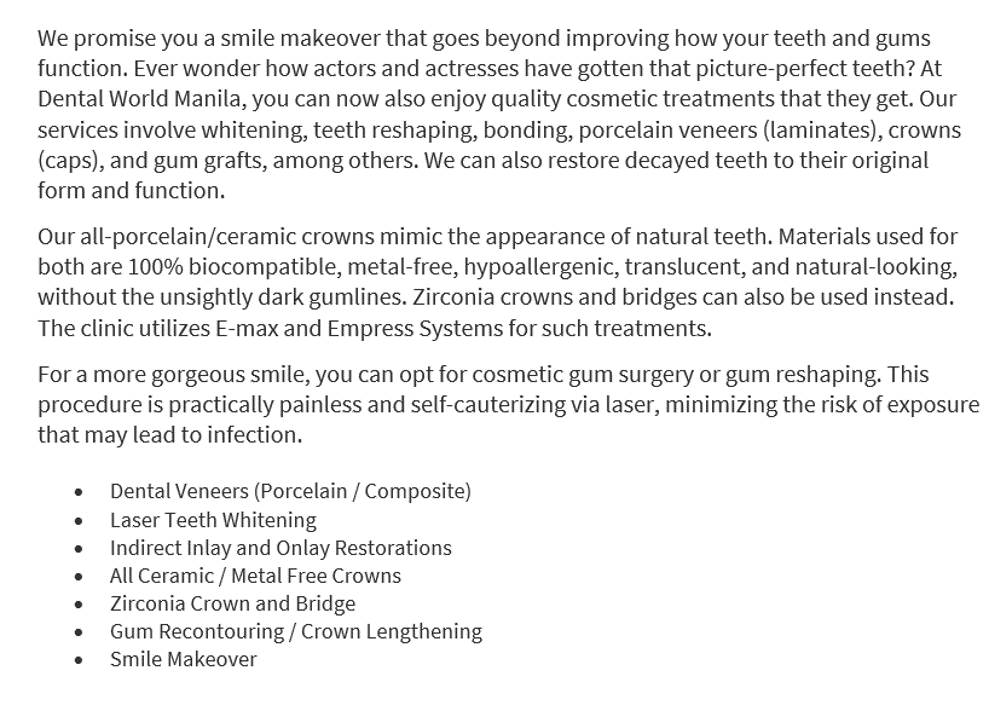 We promise you a smile makeover that goes beyond improving how your teeth and gums
function. Ever wonder how actors and actresses have gotten that picture-perfect teeth? At
Dental World Manila, you can now also enjoy quality cosmetic treatments that they get. Our
services involve whitening, teeth reshaping, bonding, porcelain veneers (laminates), crowns
(caps), and gum grafts, among others. We can also restore decayed teeth to their original
form and function.
Our all-porcelain/ceramic crowns mimic the appearance of natural teeth. Materials used for
both are 100% biocompatible, metal-free, hypoallergenic, translucent, and natural-looking,
without the unsightly dark gumlines. Zirconia crowns and bridges can also be used instead.
The clinic utilizes E-max and Empress Systems for such treatments.
For a more gorgeous smile, you can opt for cosmetic gum surgery or gum reshaping. This
procedure is practically painless and self-cauterizing via laser, minimizing the risk of exposure
that may lead to infection.
• Dental Veneers (Porcelain / Composite)
• Laser Teeth Whitening
• Indirect Inlay and Onlay Restorations
• All Ceramic / Metal Free Crowns
• Zirconia Crown and Bridge
• Gum Recontouring / Crown Lengthening
• Smile Makeover